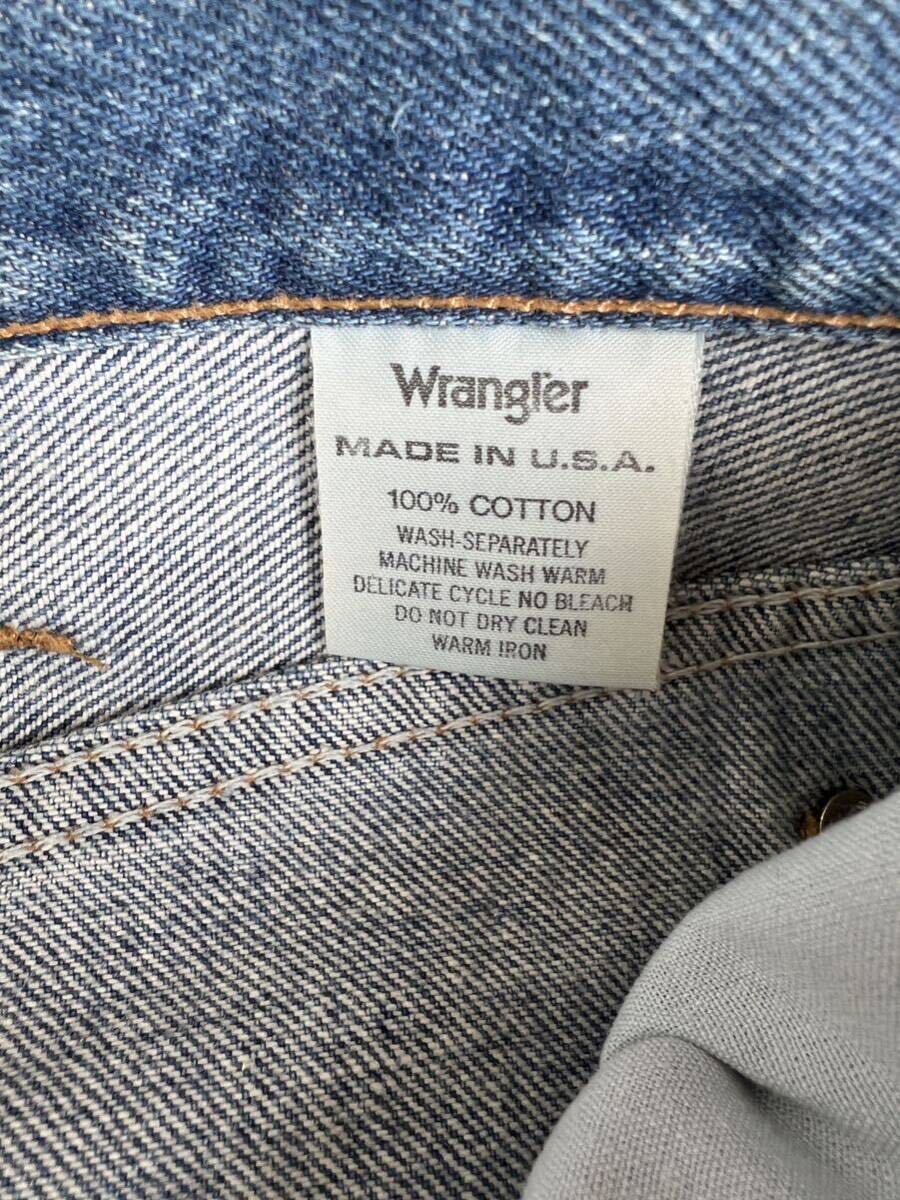 Wrangler
MADE IN U.S.A.
100% COTTON
WASH-SEPARATELY
MACHINE WASH WARM
DELICATE CYCLE NO BLEACH
DO NOT DRY CLEAN
WARM IRON